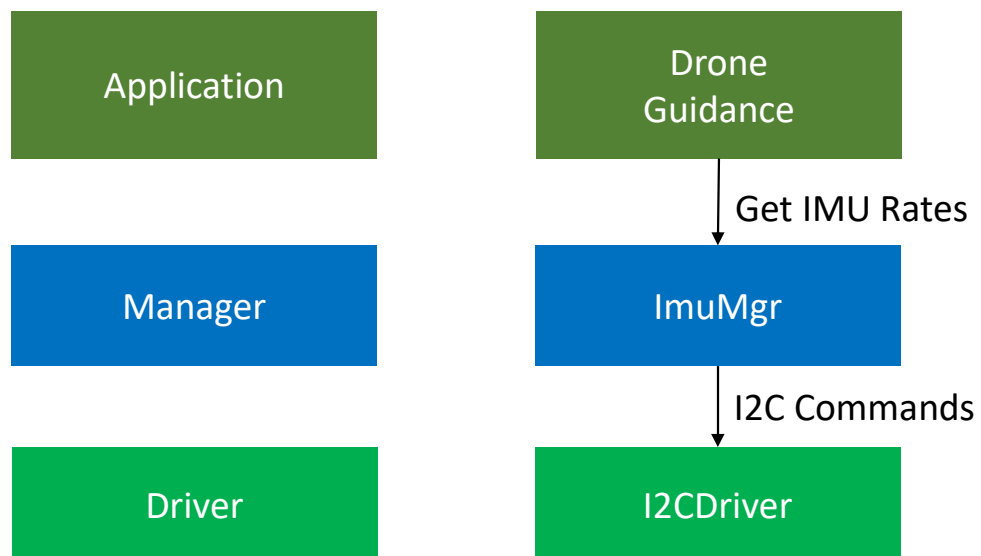 Application
Drone
Guidance
Get IMU Rates
Manager
ImuMgr
I2C Commands
Driver
I2CDriver